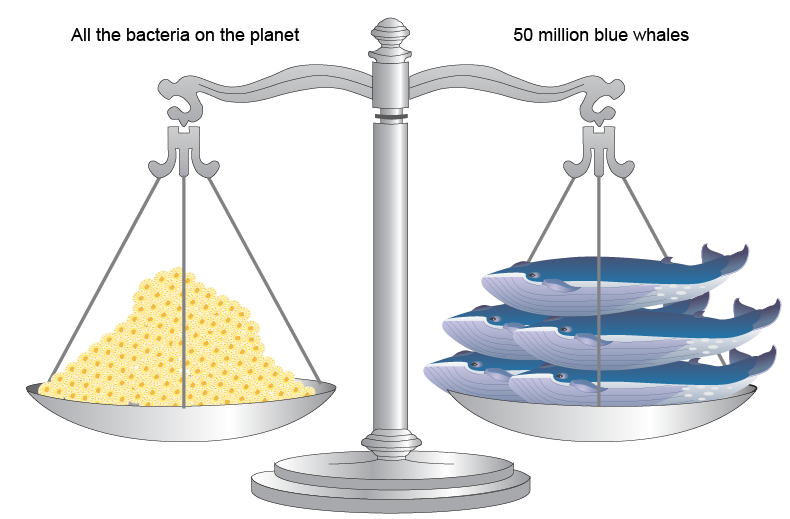 All the bacteria on the planet
50 million blue whales